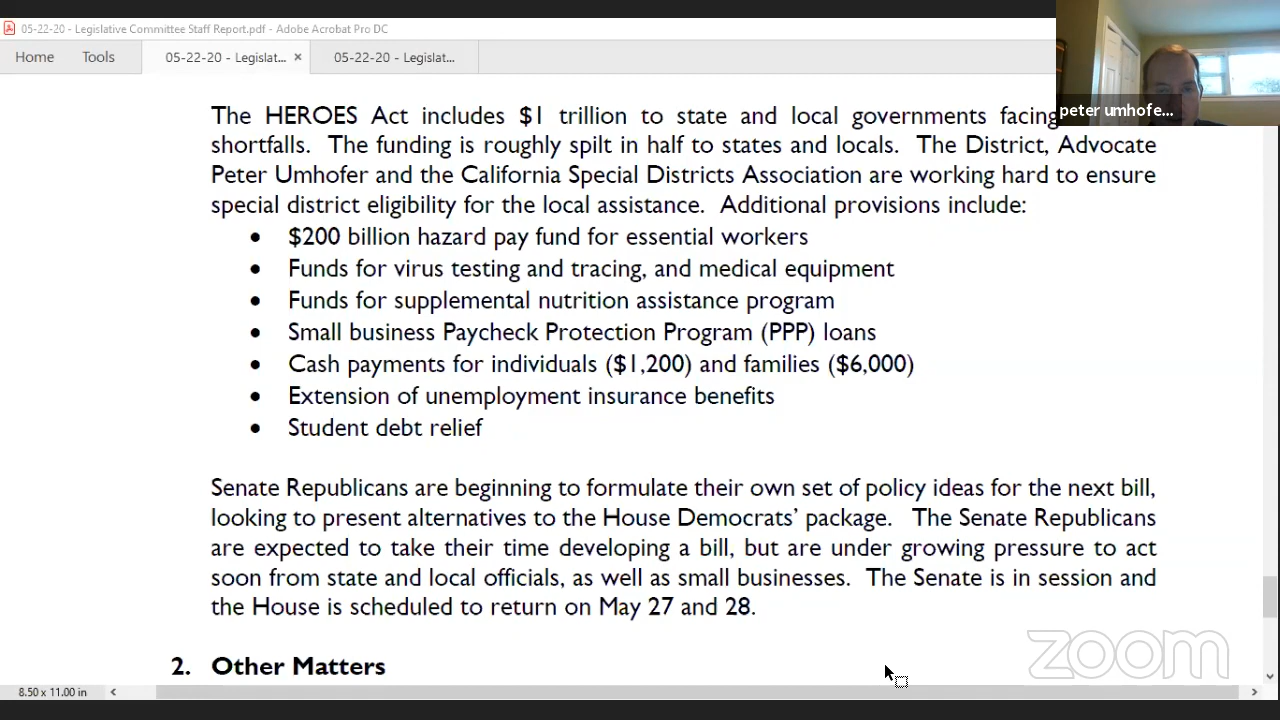 05-22-20 - Legislative Committee Staff Report.pdf - Adobe Acrobat Pro DC
Home Tools 05-22-20 - Legislat... × 05-22-20 - Legislat...
peter umhofe...
The HEROES Act includes $1 trillion to state and local governments facing
shortfalls. The funding is roughly spilt in half to states and locals. The District, Advocate
Peter Umhofer and the California Special Districts Association are working hard to ensure
special district eligibility for the local assistance. Additional provisions include:
• $200 billion hazard pay fund for essential workers
• Funds for virus testing and tracing, and medical equipment
• Funds for supplemental nutrition assistance program
• Small business Paycheck Protection Program (PPP) loans
• Cash payments for individuals ($1,200) and families ($6,000)
• Extension of unemployment insurance benefits
• Student debt relief
Senate Republicans are beginning to formulate their own set of policy ideas for the next bill,
looking to present alternatives to the House Democrats’ package. The Senate Republicans
are expected to take their time developing a bill, but are under growing pressure to act
soon from state and local officials, as well as small businesses. The Senate is in session and
the House is scheduled to return on May 27 and 28.
2. Other Matters
zoom
8.50 x 11.00 in